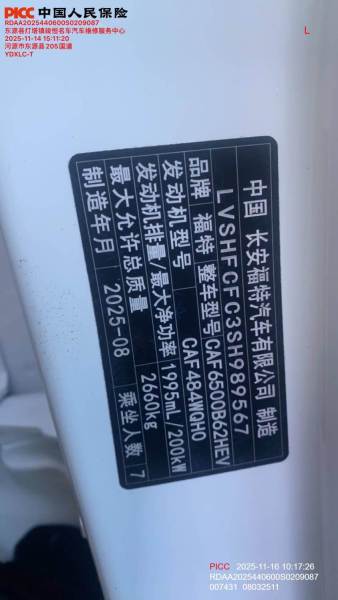 PICC 中国人民保险
RDAA2025440600S0209087
东源县灯塔镇骏恒名车汽车维修服务中心
2025-11-14 15:11:20
河源市东源县205国道
YDXLC-T
L
中国 长安福特汽车有限公司 制造
LVSHFCFC3SH989567
品牌 福特 整车型号 CAF6500B62HEV
发动机型号 CAF484WQH0
发动机排量/最大净功率 1995mL/200kW
最大允许总质量 2660kg
制造年月 2025-08 乘坐人数 7
PICC 2025-11-16 10:17:26
RDAA2025440600S0209087
007431 08032511